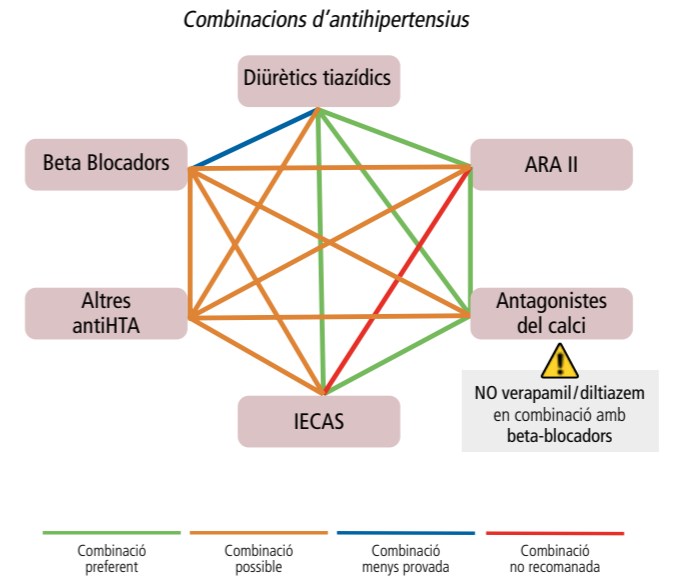 Combinacions d’antihipertensius
Diürètics tiazídics
Beta Blocadors
ARA II
Altres
antiHTA
Antagonistes
del calci
NO verapamil/diltiazem
en combinació amb
beta-blocadors
IECAS
Combinació
preferent
Combinació
possible
Combinació
menys provada
Combinació
no recomanada